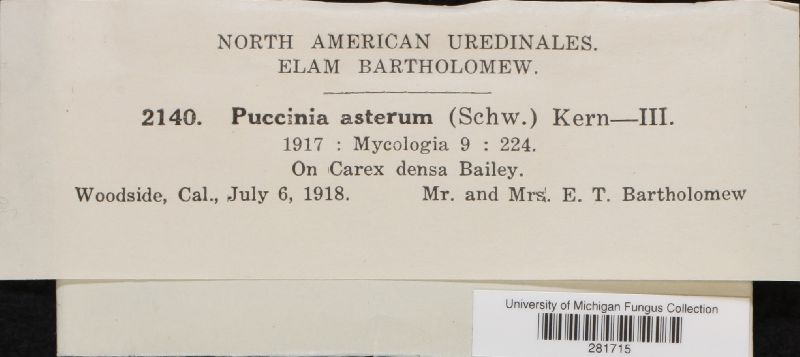 NORTH AMERICAN UREDINALES.
ELAM BARTHOLOMEW.
2140. Puccinia asterum (Schw.) Kern—III.
1917 : Mycologia 9 : 224.
On Carex densa Bailey.
Woodside, Cal., July 6, 1918. Mr. and Mrs. E. T. Bartholomew
University of Michigan Fungus Collection
281715